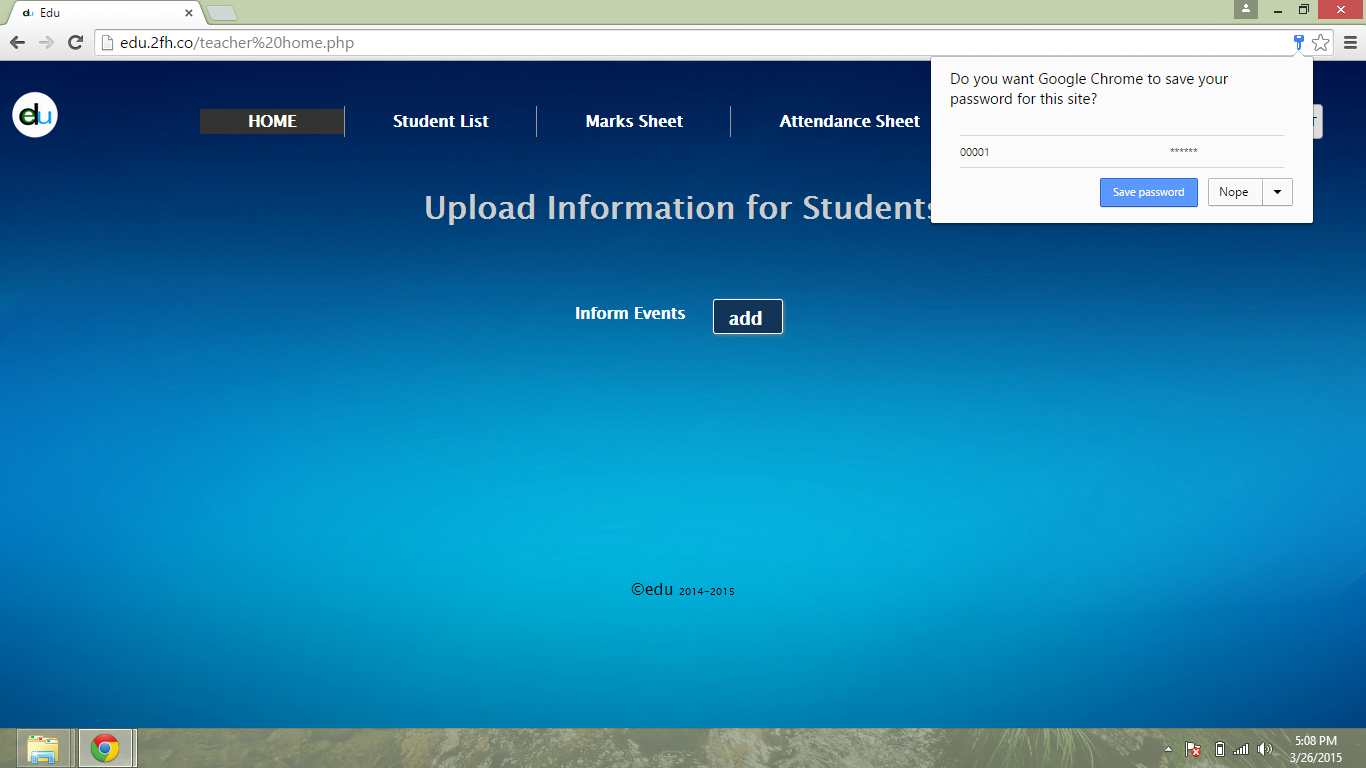 Edu
edu.2fh.co/teacher%20home.php
Do you want Google Chrome to save your
password for this site?
00001 ******
Save password Nope
edu
HOME Student List Marks Sheet Attendance Sheet
Upload Information for Students
Inform Events add
©edu 2014-2015
5:08 PM
3/26/2015